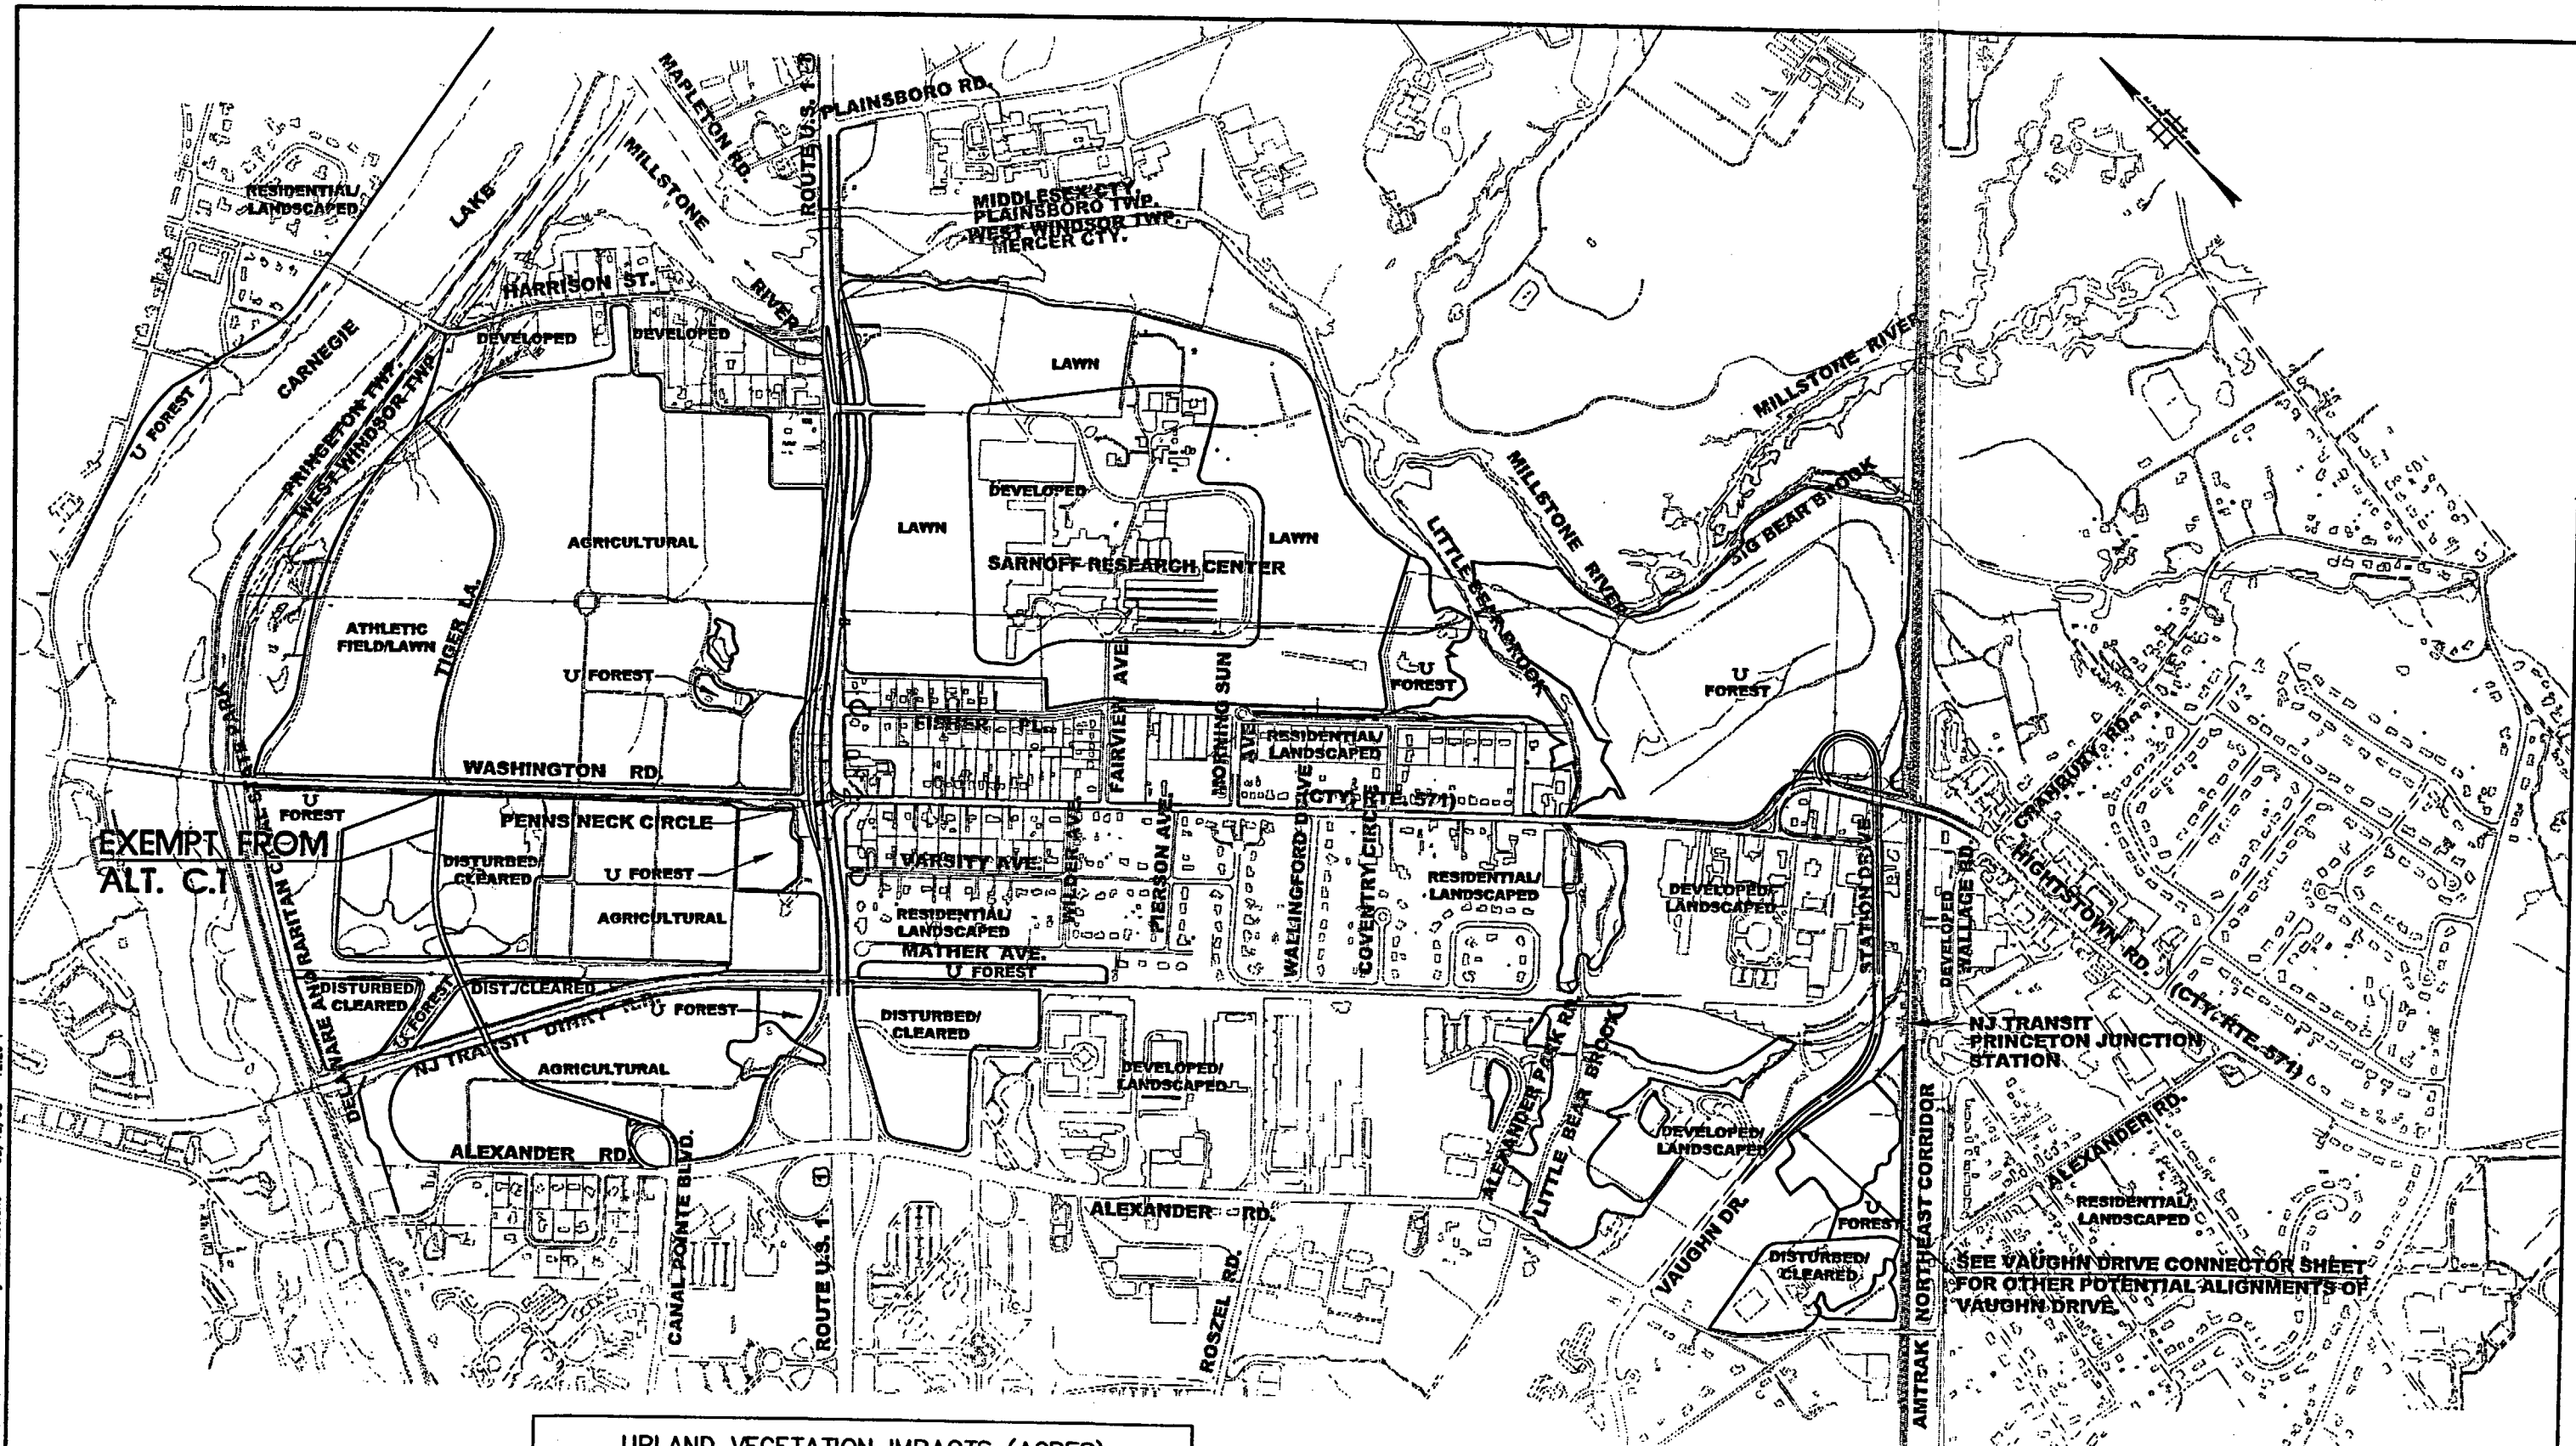 MAPLETON RD.
ROUTE U.S. 1
PLAINSBORO RD.
RESIDENTIAL/
LANDSCAPED
LAKE
MILLSTONE
RIVER
MIDDLESEX CTY.
PLAINSBORO TWP.
WEST WINDSOR TWP.
MERCER CTY.
HARRISON ST.
DEVELOPED
DEVELOPED
CARNEGIE
U FOREST
PRINCETON TWP.
WEST WINDSOR TWP.
LAWN
MILLSTONE RIVER
DEVELOPED
LAWN
LAWN
AGRICULTURAL
SARNOFF RESEARCH CENTER
MILLSTONE RIVER
BIG BEAR BROOK
LITTLE BEAR BROOK
ATHLETIC
FIELD/LAWN
TIGER LA.
U FOREST
U
FOREST
U
FOREST
FISHER PL.
FAIRVIEW AVE.
MORNING SUN
AVE.
RESIDENTIAL/
LANDSCAPED
WASHINGTON RD.
(CTY. RTE. 571)
CRANBURY RD.
U
FOREST
EXEMPT FROM
ALT. C.1
PENNS NECK CIRCLE
DISTURBED/
CLEARED
U FOREST
VARSITY AVE.
WILDER AVE.
PIERSON AVE.
WALLINGFORD DRIVE
COVENTRY CIRCLE
RESIDENTIAL/
LANDSCAPED
DEVELOPED/
LANDSCAPED
STATION DRIVE
DEVELOPED
WALLACE RD.
HIGHTSTOWN RD.
(CTY. RTE. 571)
AGRICULTURAL
RESIDENTIAL/
LANDSCAPED
MATHER AVE.
U FOREST
DELAWARE AND RARITAN CANAL STATE PARK
DISTURBED/
CLEARED
U FOREST
DIST./CLEARED
NJ TRANSIT DINKY R.R.
U FOREST
DISTURBED/
CLEARED
AGRICULTURAL
DEVELOPED/
LANDSCAPED
ALEXANDER PARK RD.
LITTLE BEAR BROOK
NJ TRANSIT
PRINCETON JUNCTION
STATION
DEVELOPED/
LANDSCAPED
ALEXANDER RD.
CANAL POINTE BLVD.
ROUTE U.S. 1
1
ALEXANDER RD.
ROSZEL RD.
VAUGHN DR.
U
FOREST
DISTURBED/
CLEARED
AMTRAK NORTHEAST CORRIDOR
ALEXANDER RD.
RESIDENTIAL/
LANDSCAPED
SEE VAUGHN DRIVE CONNECTOR SHEET
FOR OTHER POTENTIAL ALIGNMENTS OF
VAUGHN DRIVE.
UPLAND VEGETATION IMPACTS (ACRES)